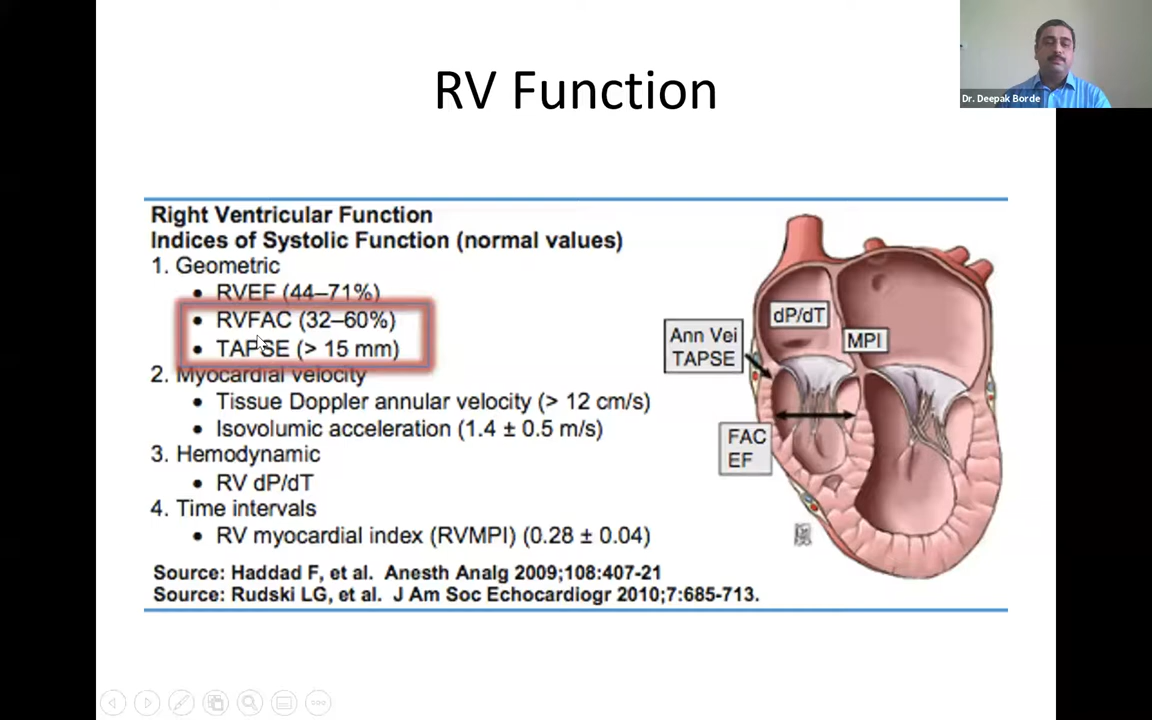 RV Function
Dr. Deepak Borde
Right Ventricular Function
Indices of Systolic Function (normal values)
1. Geometric
• RVEF (44–71%)
• RVFAC (32–60%)
• TAPSE (> 15 mm)
2. Myocardial velocity
• Tissue Doppler annular velocity (> 12 cm/s)
• Isovolumic acceleration (1.4 ± 0.5 m/s)
3. Hemodynamic
• RV dP/dT
4. Time intervals
• RV myocardial index (RVMPI) (0.28 ± 0.04)
Source: Haddad F, et al. Anesth Analg 2009;108:407-21
Source: Rudski LG, et al. J Am Soc Echocardiogr 2010;7:685-713.
dP/dT
Ann Vel
TAPSE
MPI
FAC
EF